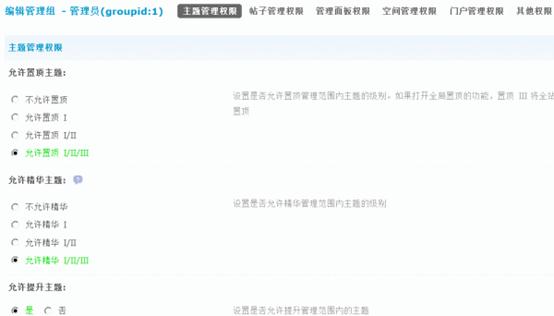 编辑管理组 - 管理员(groupid:1) 主题管理权限 帖子管理权限 管理面板权限 空间管理权限 门户管理权限 其他权限
主题管理权限
允许置顶主题:
不允许置顶
允许置顶 I
允许置顶 I/II
允许置顶 I/II/III
设置是否允许置顶管理范围内主题的级别。如果打开全局置顶的功能，置顶 III 将全站
置顶
允许精华主题:
不允许精华
允许精华 I
允许精华 I/II
允许精华 I/II/III
设置是否允许精华管理范围内主题的级别
允许提升主题:
是 否
设置是否允许提升管理范围内的主题